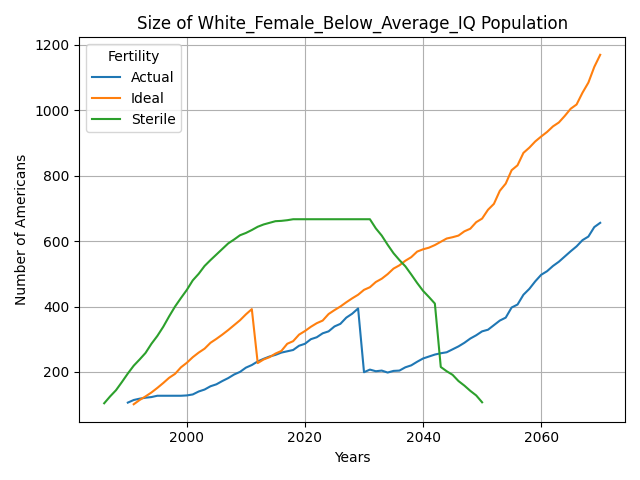 Size of White_Female_Below_Average_IQ Population
Fertility
Actual
Ideal
Sterile
Number of Americans
1200
1000
800
600
400
200
2000
2020
2040
2060
Years